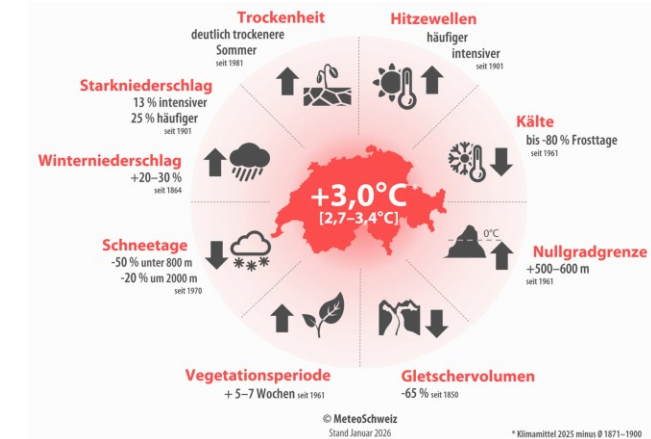 Trockenheit
deutlich trockenere
Sommer
seit 1981
Hitzewellen
häufiger
intensiver
seit 1901
Starkniederschlag
13 % intensiver
25 % häufiger
seit 1901
Kälte
bis -80 % Frosttage
seit 1961
Winterniederschlag
+20–30 %
seit 1864
+3,0°C*
[2,7–3,4°C]
0°C
Nullgradgrenze
+500–600 m
seit 1961
Schneetage
-50 % unter 800 m
-20 % um 2000 m
seit 1970
Vegetationsperiode
+ 5–7 Wochen seit 1961
Gletschervolumen
-65 % seit 1850
© MeteoSchweiz
Stand Januar 2026
* Klimamittel 2025 minus Ø 1871–1900